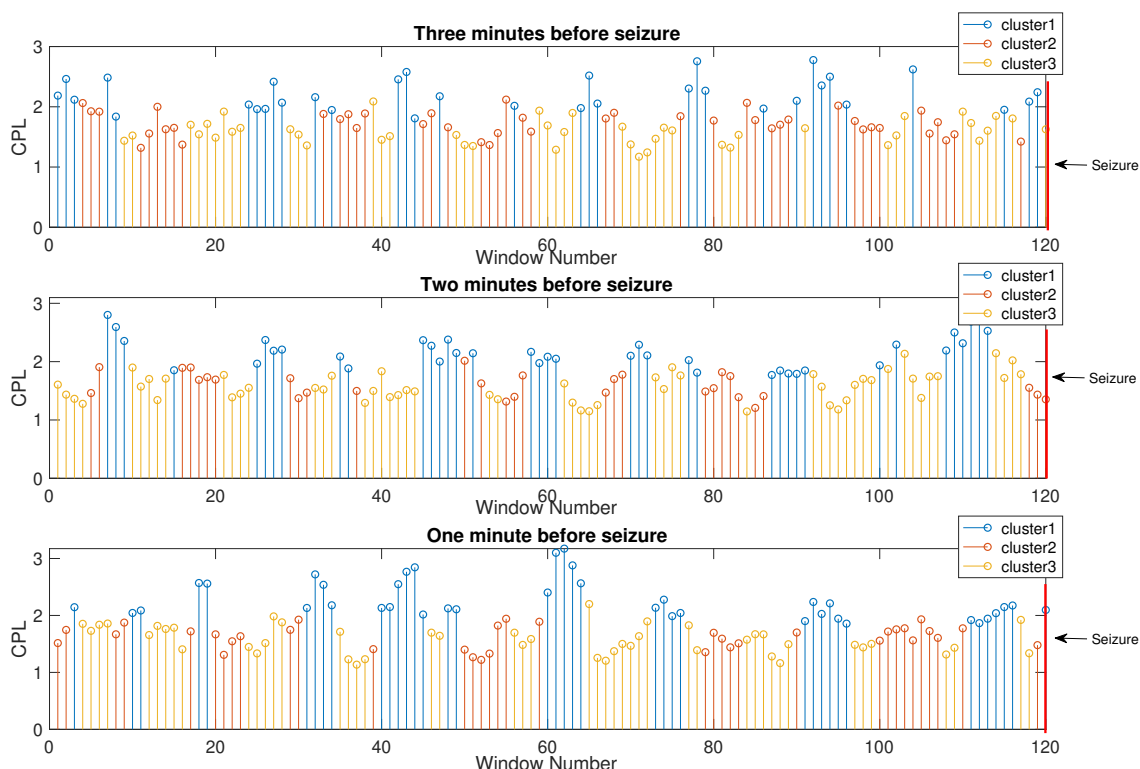 Three minutes before seizure
cluster1
cluster2
cluster3
3
2
1
0
CPL
Seizure
0 20 40 60 80 100 120
Window Number
Two minutes before seizure
cluster1
cluster2
cluster3
3
2
1
0
CPL
Seizure
0 20 40 60 80 100 120
Window Number
One minute before seizure
cluster1
cluster2
cluster3
3
2
1
0
CPL
Seizure
0 20 40 60 80 100 120
Window Number